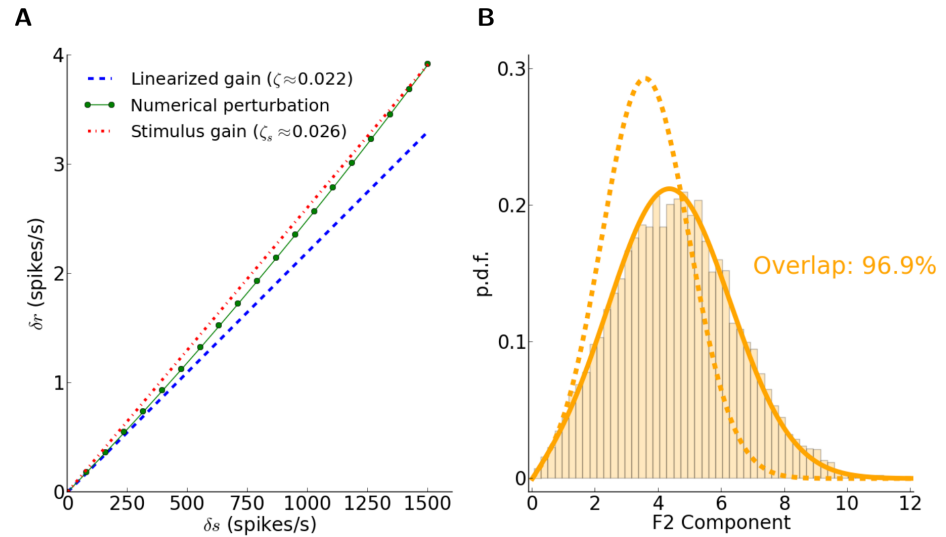 A
B
4
3
2
1
0
δr (spikes/s)
Linearized gain (ζ≈0.022)
Numerical perturbation
Stimulus gain (ζs ≈0.026)
0
250
500
750
1000
1250
1500
δs (spikes/s)
0.3
0.2
0.1
0
p.d.f.
Overlap: 96.9%
0
2
4
6
8
10
12
F2 Component